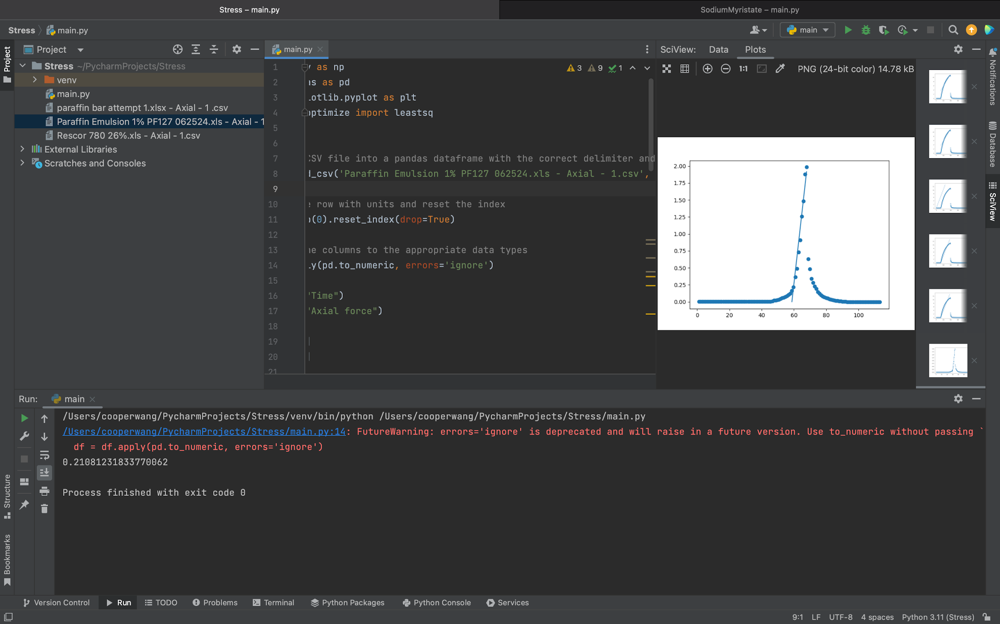 Stress – main.py
SodiumMyristate – main.py
Stress
main.py
main
Project
Project
main.py
SciView: Data Plots
Stress ~/PycharmProjects/Stress
venv
main.py
paraffin bar attempt 1.xlsx - Axial - 1 .csv
Paraffin Emulsion 1% PF127 062524.xls - Axial - 1
Rescor 780 26%.xls - Axial - 1.csv
External Libraries
Scratches and Consoles
3 9 1
1 as np
2 as pd
3 otlib.pyplot as plt
4 optimize import leastsq
5
6
7 CSV file into a pandas dataframe with the correct delimiter and
8 d_csv('Paraffin Emulsion 1% PF127 062524.xls - Axial - 1.csv',
9
10 row with units and reset the index
11 (0).reset_index(drop=True)
12
13 columns to the appropriate data types
14 y(pd.to_numeric, errors='ignore')
15
16 "Time")
17 "Axial force")
18
19
20
21
1:1
PNG (24-bit color) 14.78 kB
2.00
1.75
1.50
1.25
1.00
0.75
0.50
0.25
0.00
0 20 40 60 80 100
Notifications
Database
SciView
Run: main
/Users/cooperwang/PycharmProjects/Stress/venv/bin/python /Users/cooperwang/PycharmProjects/Stress/main.py
/Users/cooperwang/PycharmProjects/Stress/main.py:14: FutureWarning: errors='ignore' is deprecated and will raise in a future version. Use to_numeric without passing `
df = df.apply(pd.to_numeric, errors='ignore')
0.21081231833770062
Process finished with exit code 0
Structure
Bookmarks
Version Control
Run
TODO
Problems
Terminal
Python Packages
Python Console
Services
9:1 LF UTF-8 4 spaces Python 3.11 (Stress)